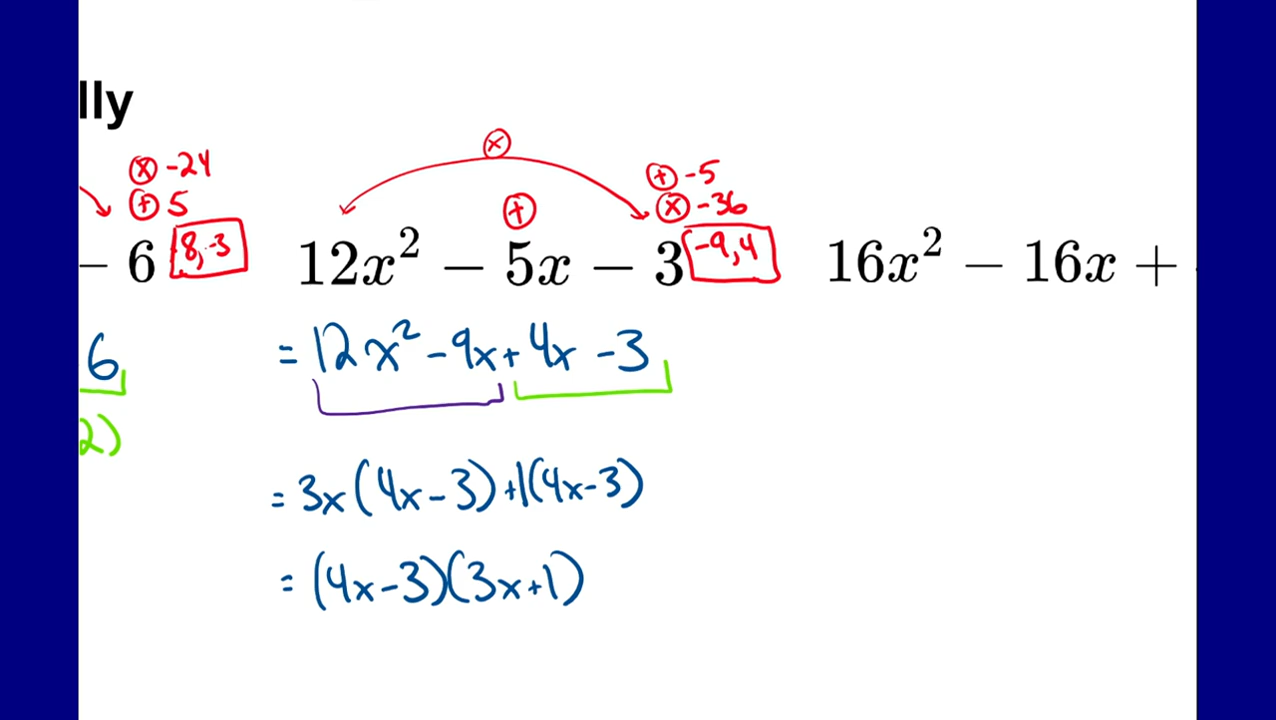 lly
ⓧ -24
⊕ 5
- 6
8, -3
ⓧ
⊕
⊕ -5
ⓧ -36
12x² − 5x − 3
-9, 4
16x² − 16x +
6
2)
= 12x² - 9x + 4x - 3
= 3x(4x-3)+1(4x-3)
= (4x-3)(3x+1)